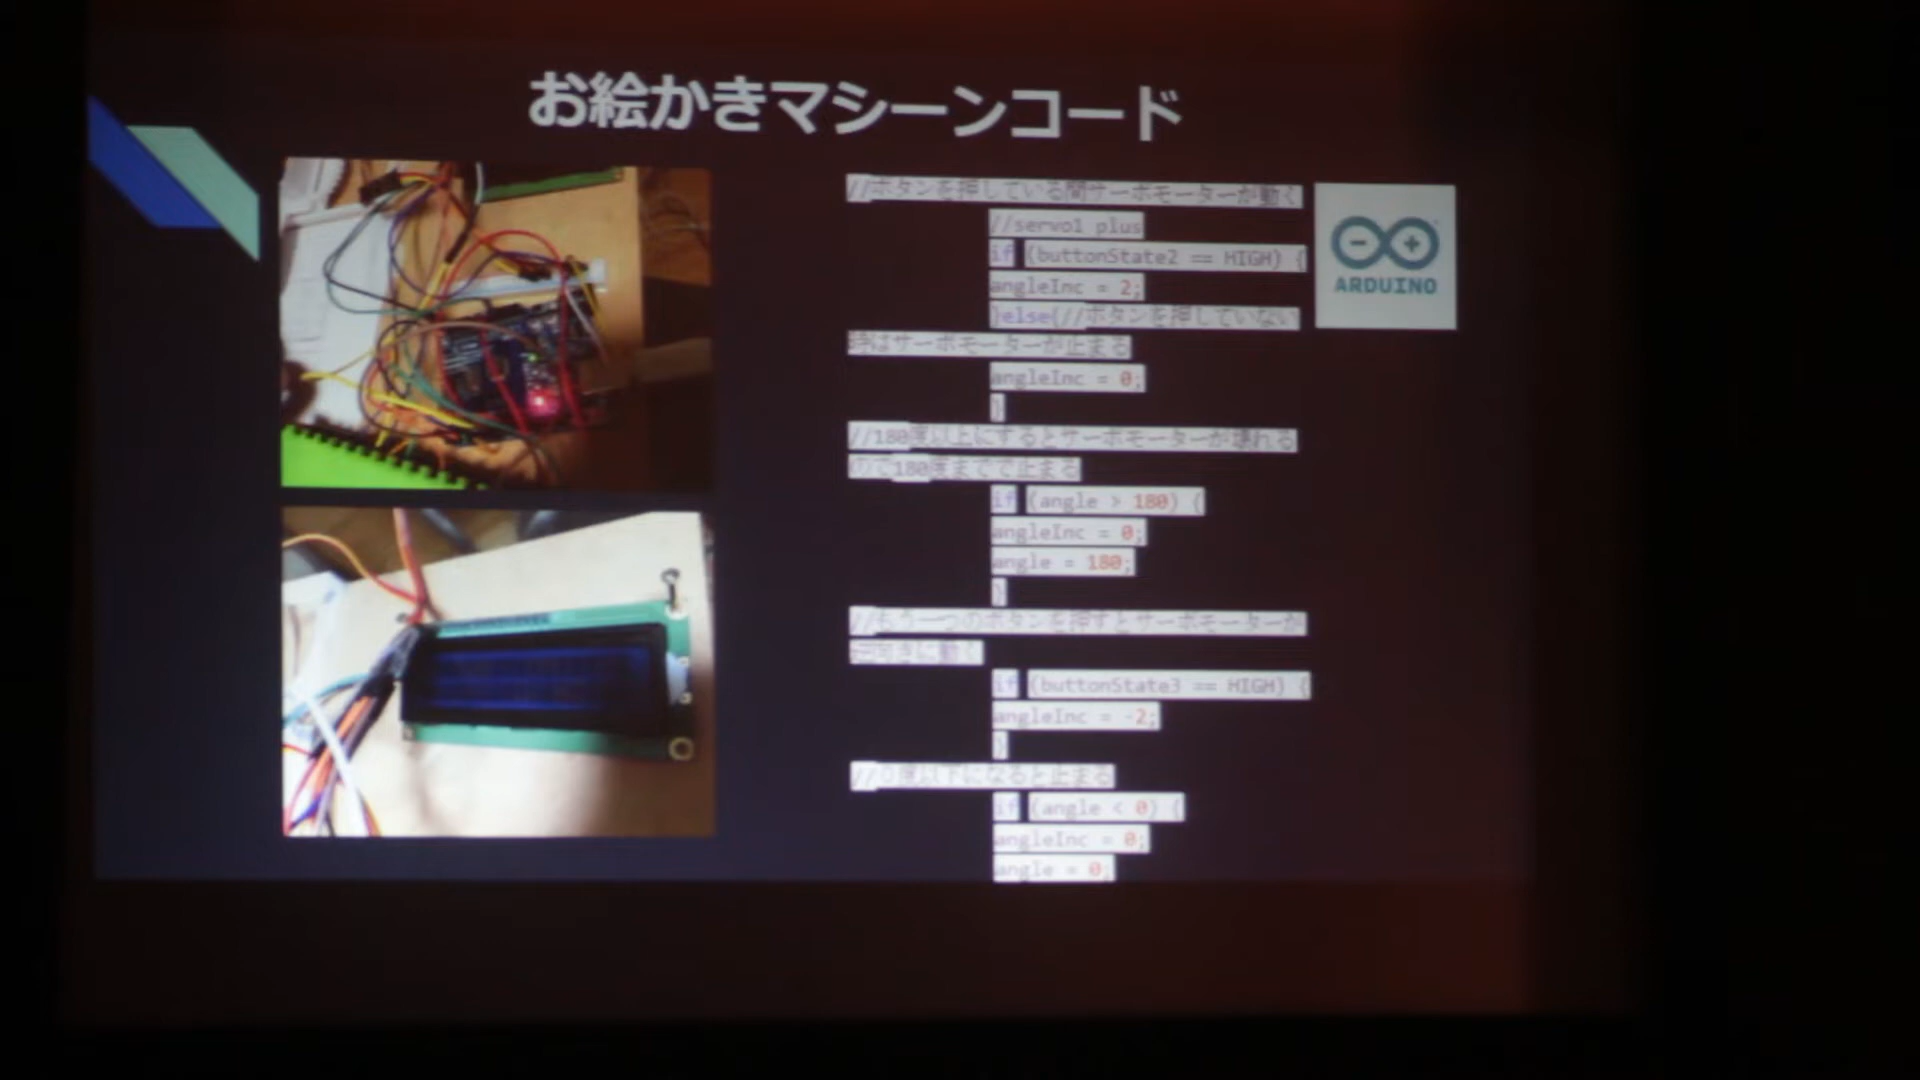 お絵かきマシーンコード
//ボタンを押している間サーボモーターが動く
//servo1 plus
if (buttonState2 == HIGH) {
angleInc = 2;
}else{//ボタンを押していない
時はサーボモーターが止まる
angleInc = 0;
}
//180度以上にするとサーボモーターが壊れる
ので180度までで止まる
if (angle > 180) {
angleInc = 0;
angle = 180;
}
//もう一つのボタンを押すとサーボモーターが
逆向きに動く
if (buttonState3 == HIGH) {
angleInc = -2;
}
//０度以下になると止まる
if (angle < 0) {
angleInc = 0;
angle = 0;
ARDUINO